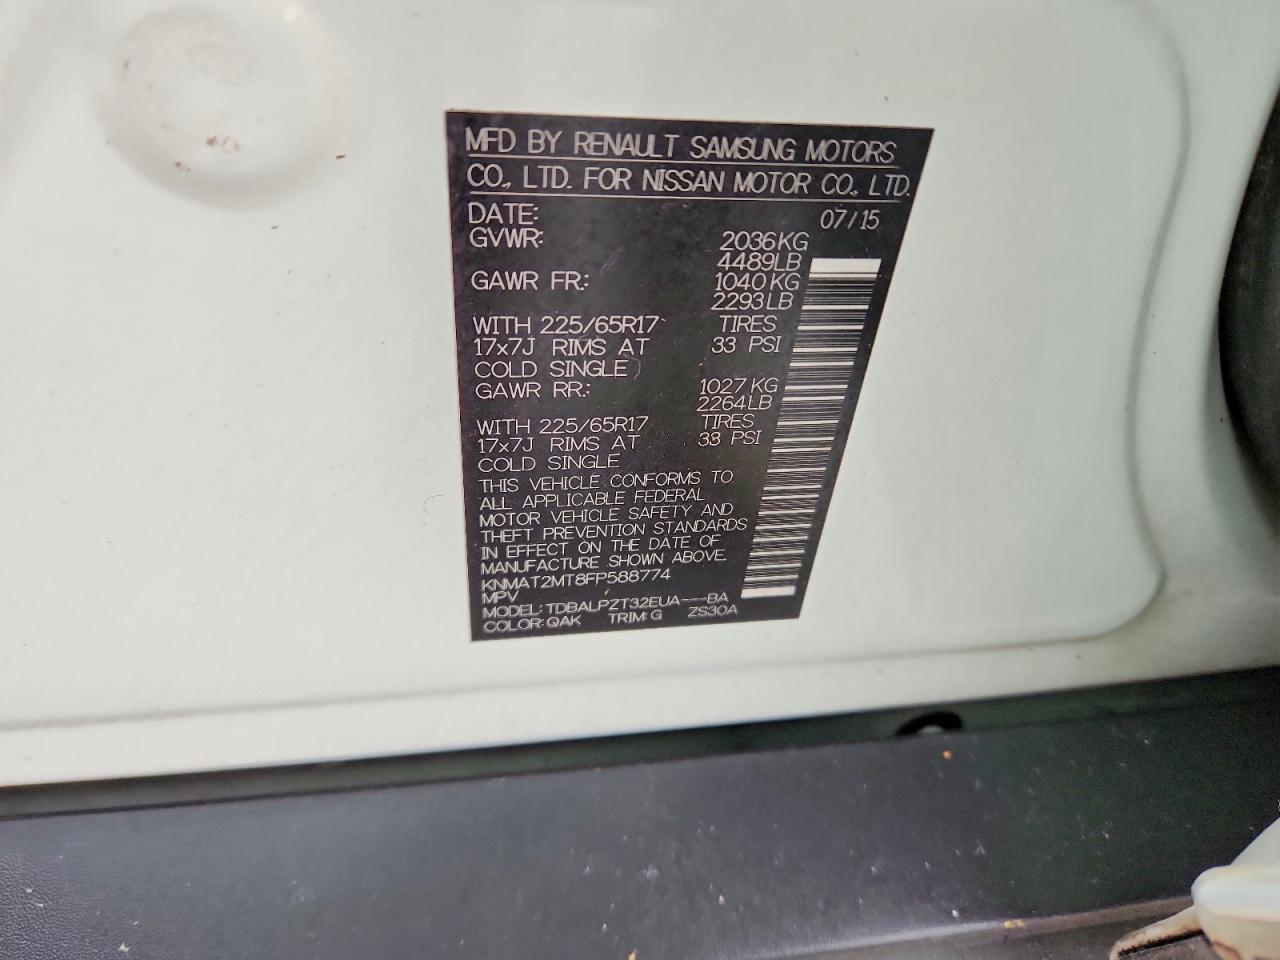 MFD BY RENAULT SAMSUNG MOTORS
CO., LTD. FOR NISSAN MOTOR CO., LTD.
DATE: 07/15
GVWR: 2036KG
4489LB
GAWR FR.: 1040KG
2293LB
WITH 225/65R17 TIRES
17x7J RIMS AT 33 PSI
COLD SINGLE
GAWR RR.: 1027KG
2264LB
WITH 225/65R17 TIRES
17x7J RIMS AT 33 PSI
COLD SINGLE
THIS VEHICLE CONFORMS TO
ALL APPLICABLE FEDERAL
MOTOR VEHICLE SAFETY AND
THEFT PREVENTION STANDARDS
IN EFFECT ON THE DATE OF
MANUFACTURE SHOWN ABOVE.
KNMAT2MT8FP588774
MPV
MODEL: TDBALPZT32EUA---BA
COLOR: QAK TRIM: G ZS30A